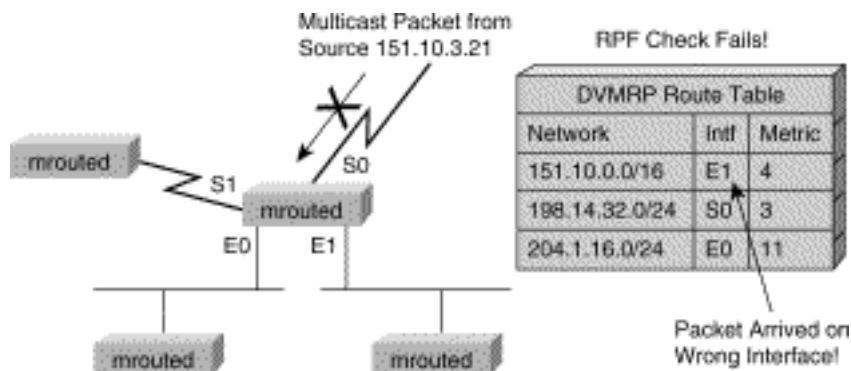 Multicast Packet from
Source 151.10.3.21
RPF Check Fails!
DVMRP Route Table
Network Intf Metric
151.10.0.0/16 E1 4
198.14.32.0/24 S0 3
204.1.16.0/24 E0 11
mrouted
S1
S0
mrouted
E0
E1
mrouted
mrouted
Packet Arrived on
Wrong Interface!